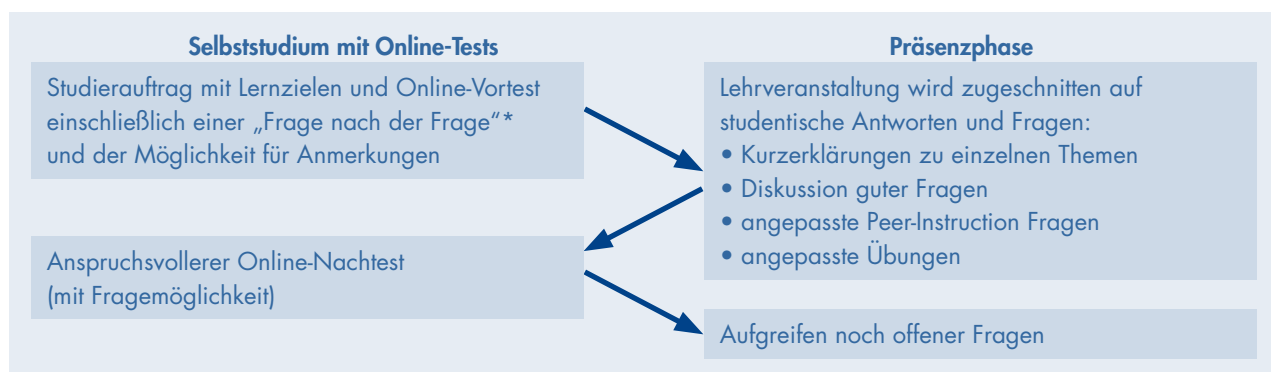 Selbststudium mit Online-Tests
Studierauftrag mit Lernzielen und Online-Vortest
einschließlich einer „Frage nach der Frage“*
und der Möglichkeit für Anmerkungen
Anspruchsvollerer Online-Nachtest
(mit Fragemöglichkeit)
Präsenzphase
Lehrveranstaltung wird zugeschnitten auf
studentische Antworten und Fragen:
• Kurzerklärungen zu einzelnen Themen
• Diskussion guter Fragen
• angepasste Peer-Instruction Fragen
• angepasste Übungen
Aufgreifen noch offener Fragen